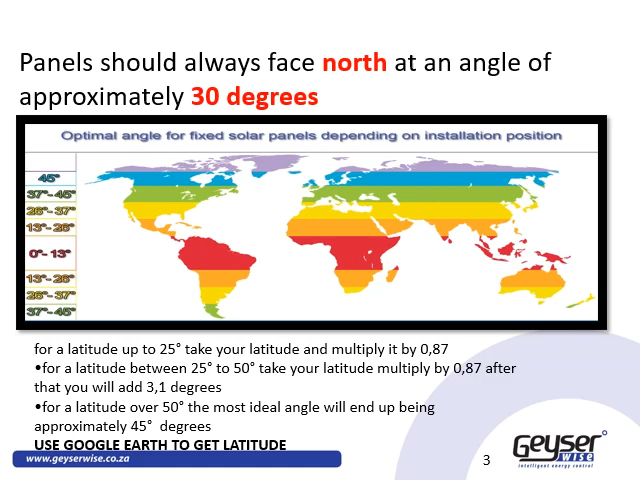 Panels should always face north at an angle of
approximately 30 degrees
Optimal angle for fixed solar panels depending on installation position
45°
37°- 45°
26°- 37°
13°- 26°
0°- 13°
13°- 26°
26°- 37°
37°- 45°
for a latitude up to 25° take your latitude and multiply it by 0,87
•for a latitude between 25° to 50° take your latitude multiply by 0,87 after
that you will add 3,1 degrees
•for a latitude over 50° the most ideal angle will end up being
approximately 45° degrees
USE GOOGLE EARTH TO GET LATITUDE
www.geyserwise.co.za
3
GEYSER
WISE
intelligent energy control